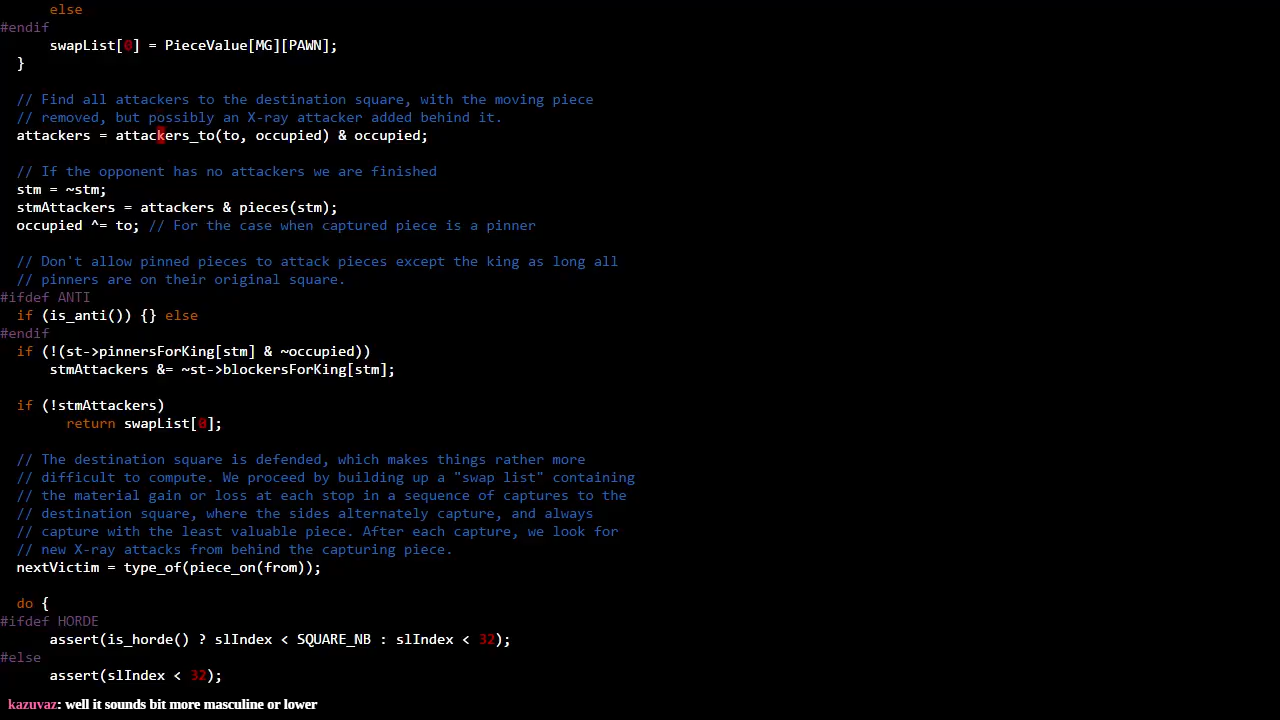 else
#endif
swapList[0] = PieceValue[MG][PAWN];
}
// Find all attackers to the destination square, with the moving piece
// removed, but possibly an X-ray attacker added behind it.
attackers = attackers_to(to, occupied) & occupied;
// If the opponent has no attackers we are finished
stm = ~stm;
stmAttackers = attackers & pieces(stm);
occupied ^= to; // For the case when captured piece is a pinner
// Don't allow pinned pieces to attack pieces except the king as long all
// pinners are on their original square.
#ifdef ANTI
if (is_anti()) {} else
#endif
if (!(st->pinnersForKing[stm] & ~occupied))
stmAttackers &= ~st->blockersForKing[stm];
if (!stmAttackers)
return swapList[0];
// The destination square is defended, which makes things rather more
// difficult to compute. We proceed by building up a "swap list" containing
// the material gain or loss at each stop in a sequence of captures to the
// destination square, where the sides alternately capture, and always
// capture with the least valuable piece. After each capture, we look for
// new X-ray attacks from behind the capturing piece.
nextVictim = type_of(piece_on(from));
do {
#ifdef HORDE
assert(is_horde() ? slIndex < SQUARE_NB : slIndex < 32);
#else
assert(slIndex < 32);
kazuvaz: well it sounds bit more masculine or lower